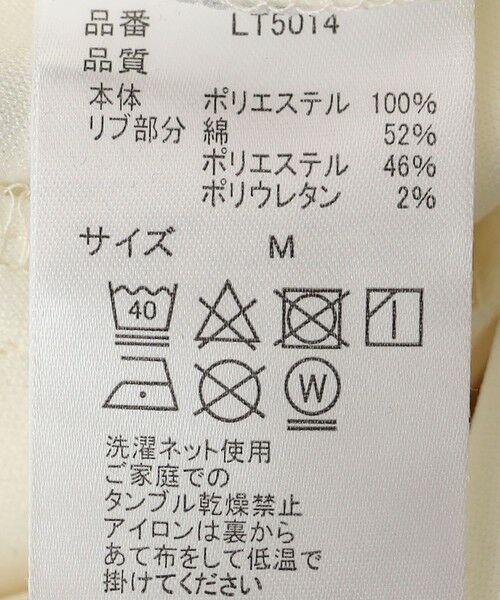 品番 LT5014
品質
本体 ポリエステル 100%
リブ部分 綿 52%
ポリエステル 46%
ポリウレタン 2%
サイズ M
40
W
洗濯ネット使用
ご家庭での
タンブル乾燥禁止
アイロンは裏から
あて布をして低温で
掛けてください